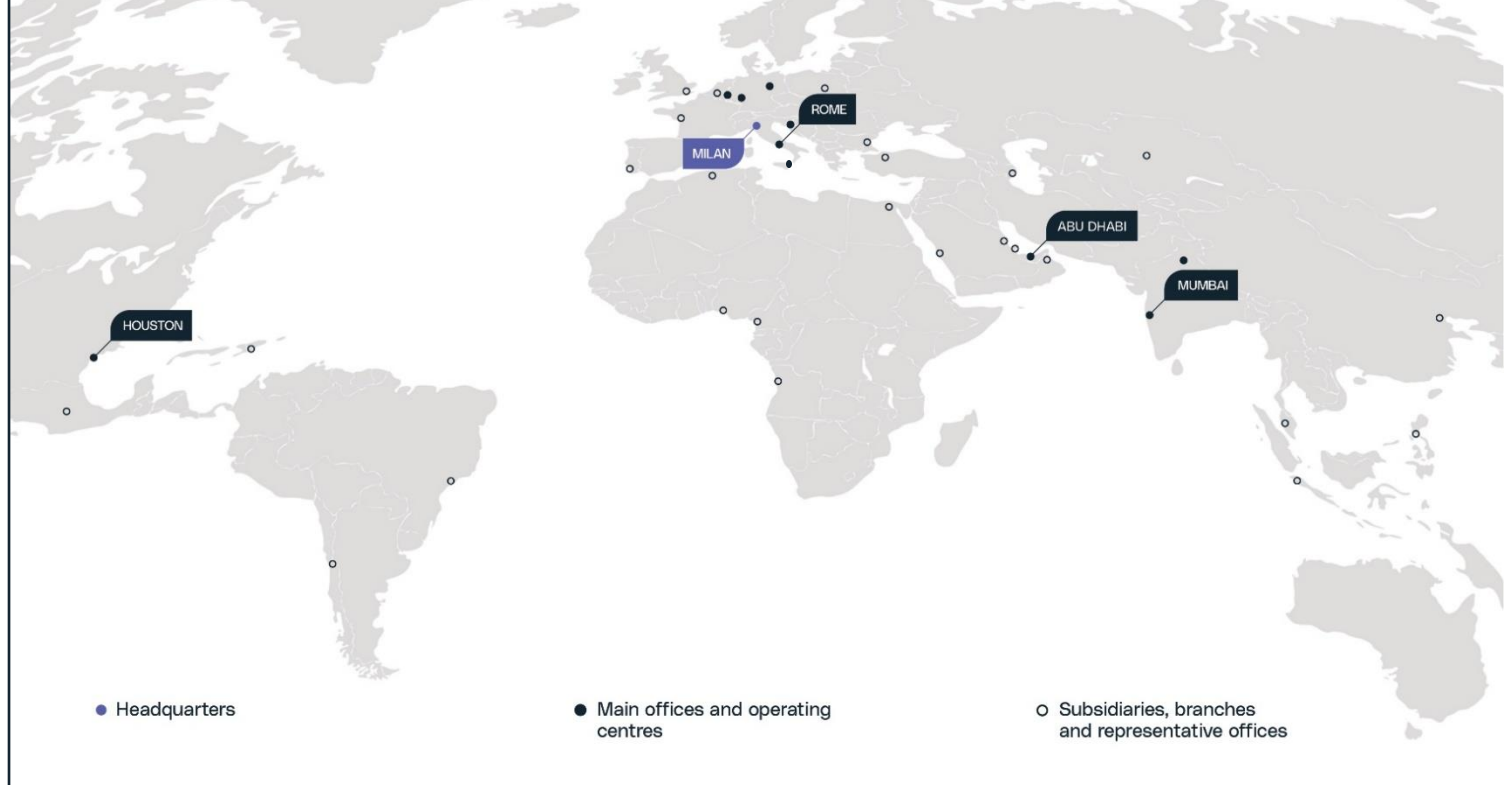 ROME
MILAN
ABU DHABI
MUMBAI
HOUSTON
Headquarters
Main offices and operating
centres
Subsidiaries, branches
and representative offices